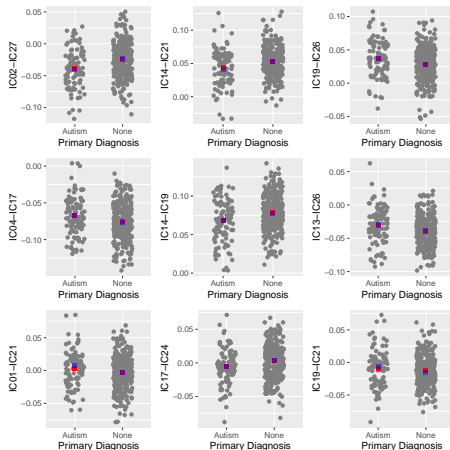 IC02−IC27
0.05
0.00
−0.05
−0.10
Autism
None
Primary Diagnosis
IC14−IC21
0.10
0.05
0.00
Autism
None
Primary Diagnosis
IC19−IC26
0.10
0.05
0.00
−0.05
Autism
None
Primary Diagnosis
IC04−IC17
0.00
−0.05
−0.10
Autism
None
Primary Diagnosis
IC14−IC19
0.10
0.05
0.00
Autism
None
Primary Diagnosis
IC13−IC26
0.05
0.00
−0.05
−0.10
Autism
None
Primary Diagnosis
IC01−IC21
0.05
0.00
−0.05
Autism
None
Primary Diagnosis
IC17−IC24
0.05
0.00
−0.05
Autism
None
Primary Diagnosis
IC19−IC21
0.05
0.00
−0.05
Autism
None
Primary Diagnosis